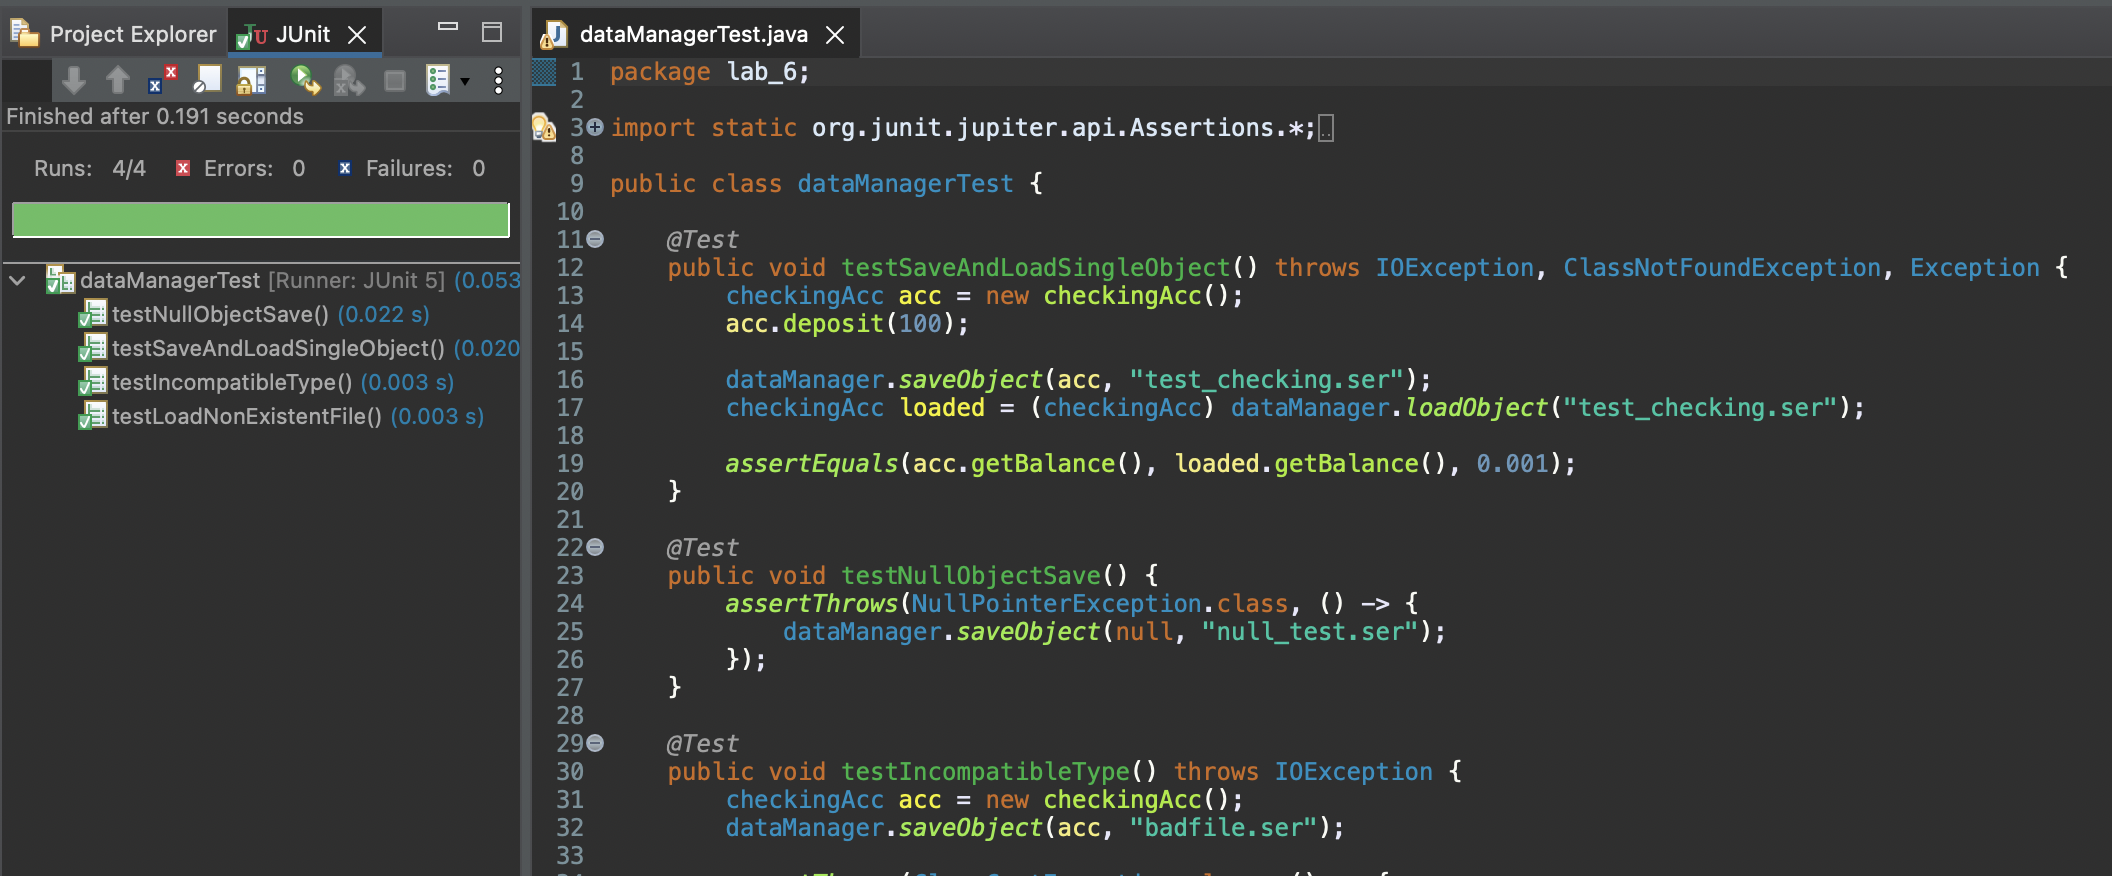 Project Explorer
JUnit
Finished after 0.191 seconds
Runs: 4/4 Errors: 0 Failures: 0
dataManagerTest [Runner: JUnit 5] (0.053
testNullObjectSave() (0.022 s)
testSaveAndLoadSingleObject() (0.020
testIncompatibleType() (0.003 s)
testLoadNonExistentFile() (0.003 s)
dataManagerTest.java
1 package lab_6;
2
3 import static org.junit.jupiter.api.Assertions.*;
8
9 public class dataManagerTest {
10
11 @Test
12 public void testSaveAndLoadSingleObject() throws IOException, ClassNotFoundException, Exception {
13 checkingAcc acc = new checkingAcc();
14 acc.deposit(100);
15
16 dataManager.saveObject(acc, "test_checking.ser");
17 checkingAcc loaded = (checkingAcc) dataManager.loadObject("test_checking.ser");
18
19 assertEquals(acc.getBalance(), loaded.getBalance(), 0.001);
20 }
21
22 @Test
23 public void testNullObjectSave() {
24 assertThrows(NullPointerException.class, () -> {
25 dataManager.saveObject(null, "null_test.ser");
26 });
27 }
28
29 @Test
30 public void testIncompatibleType() throws IOException {
31 checkingAcc acc = new checkingAcc();
32 dataManager.saveObject(acc, "badfile.ser");
33